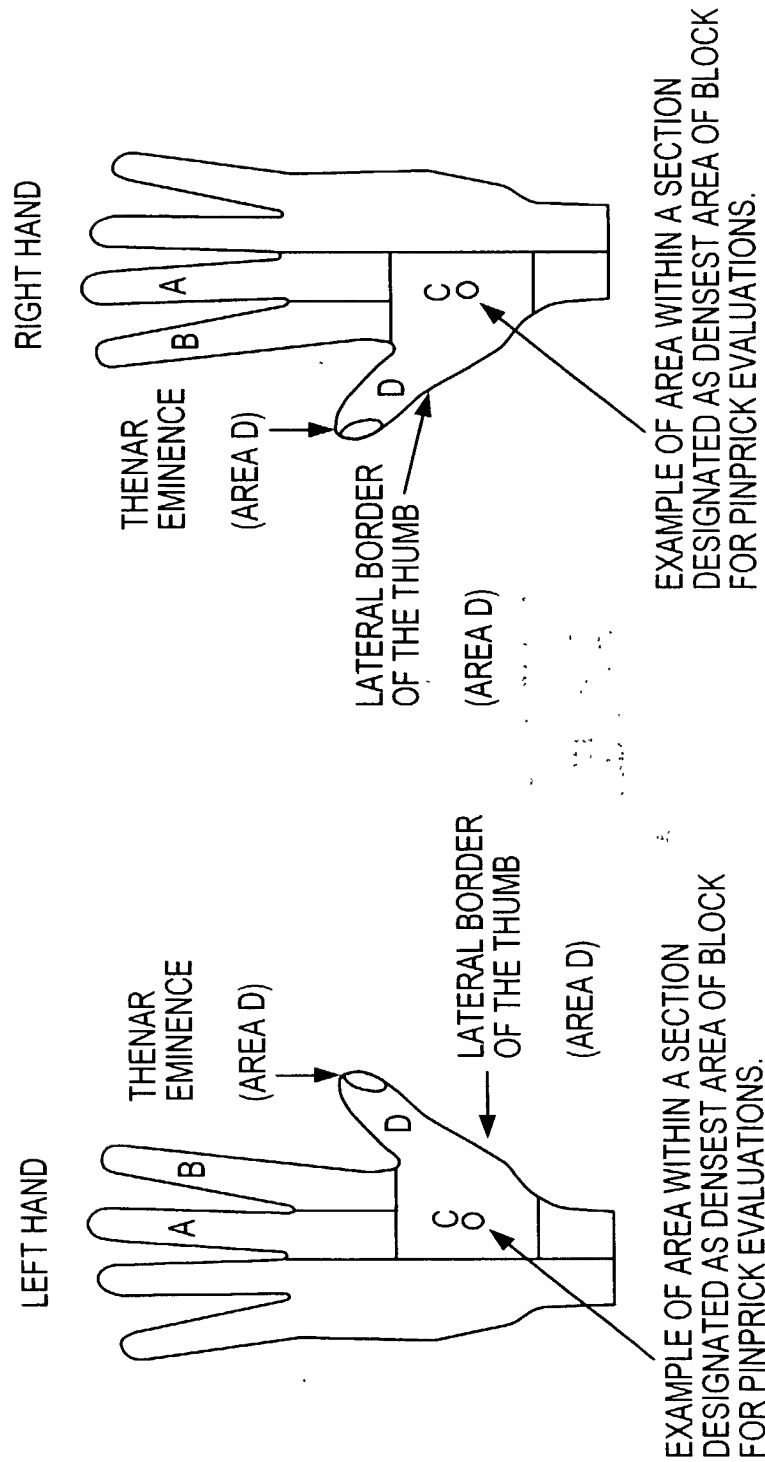 LEFT HAND
THENAR
EMINENCE
(AREA D)
B
A
D
C
LATERAL BORDER
OF THE THUMB
(AREA D)
EXAMPLE OF AREA WITHIN A SECTION
DESIGNATED AS DENSEST AREA OF BLOCK
FOR PINPRICK EVALUATIONS.
RIGHT HAND
THENAR
EMINENCE
(AREA D)
A
B
D
C
LATERAL BORDER
OF THE THUMB
(AREA D)
EXAMPLE OF AREA WITHIN A SECTION
DESIGNATED AS DENSEST AREA OF BLOCK
FOR PINPRICK EVALUATIONS.